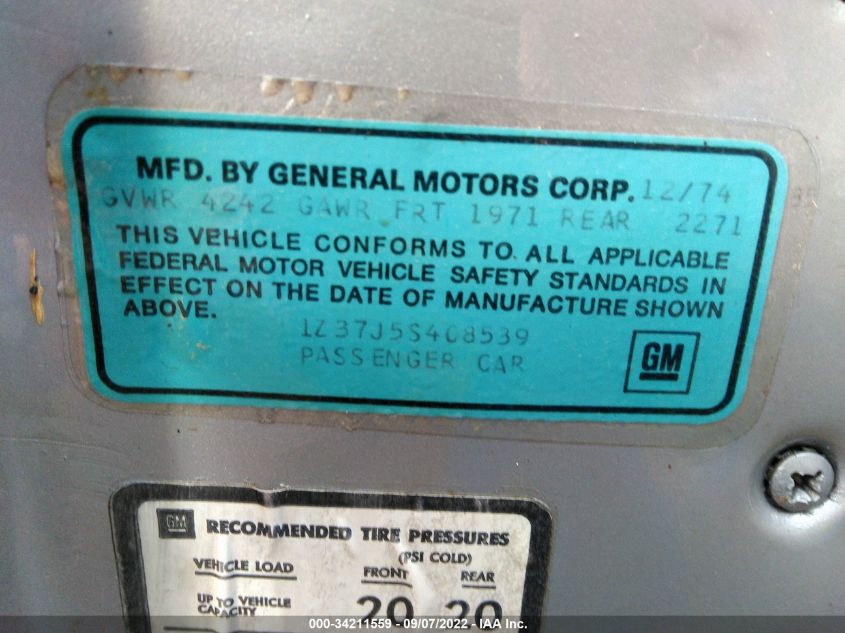 MFD. BY GENERAL MOTORS CORP. 12/74
GVWR 4242 GAWR FRT 1971 REAR 2271
THIS VEHICLE CONFORMS TO ALL APPLICABLE
FEDERAL MOTOR VEHICLE SAFETY STANDARDS IN
EFFECT ON THE DATE OF MANUFACTURE SHOWN
ABOVE.
1Z37J5S408539
PASSENGER CAR
GM
GM RECOMMENDED TIRE PRESSURES
(PSI COLD)
VEHICLE LOAD FRONT REAR
UP TO VEHICLE
CAPACITY 20 20
000-34211559 - 09/07/2022 - IAA Inc.